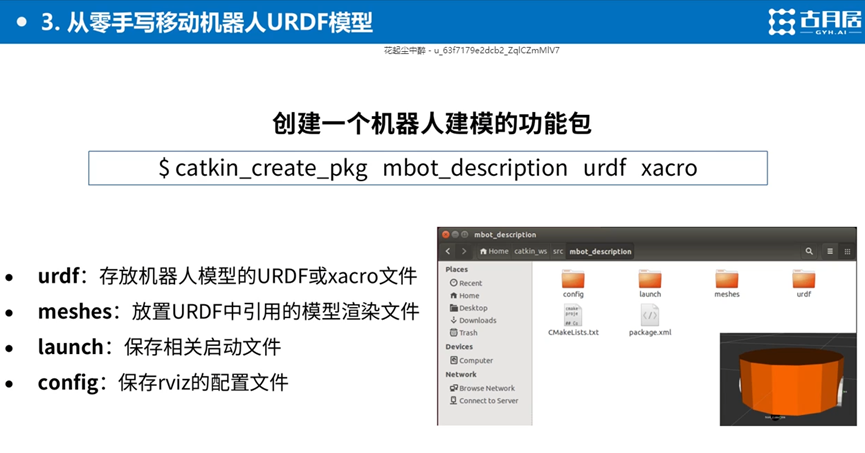 3. 从零手写移动机器人URDF模型
古月居
GYH.AI
花起尘中醉 - u_63f7179e2dcb2_ZqlCZmMlV7
创建一个机器人建模的功能包
$ catkin_create_pkg mbot_description urdf xacro
urdf：存放机器人模型的URDF或xacro文件
meshes：放置URDF中引用的模型渲染文件
launch：保存相关启动文件
config：保存rviz的配置文件
mbot_description
Home catkin_ws src mbot_description
Places
Recent
Home
Desktop
Downloads
Trash
Devices
Computer
Network
Browse Network
Connect to Server
config launch meshes urdf
CMakeLists.txt package.xml